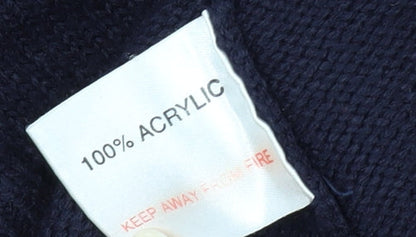 100% ACRYLIC
KEEP AWAY FROM FIRE